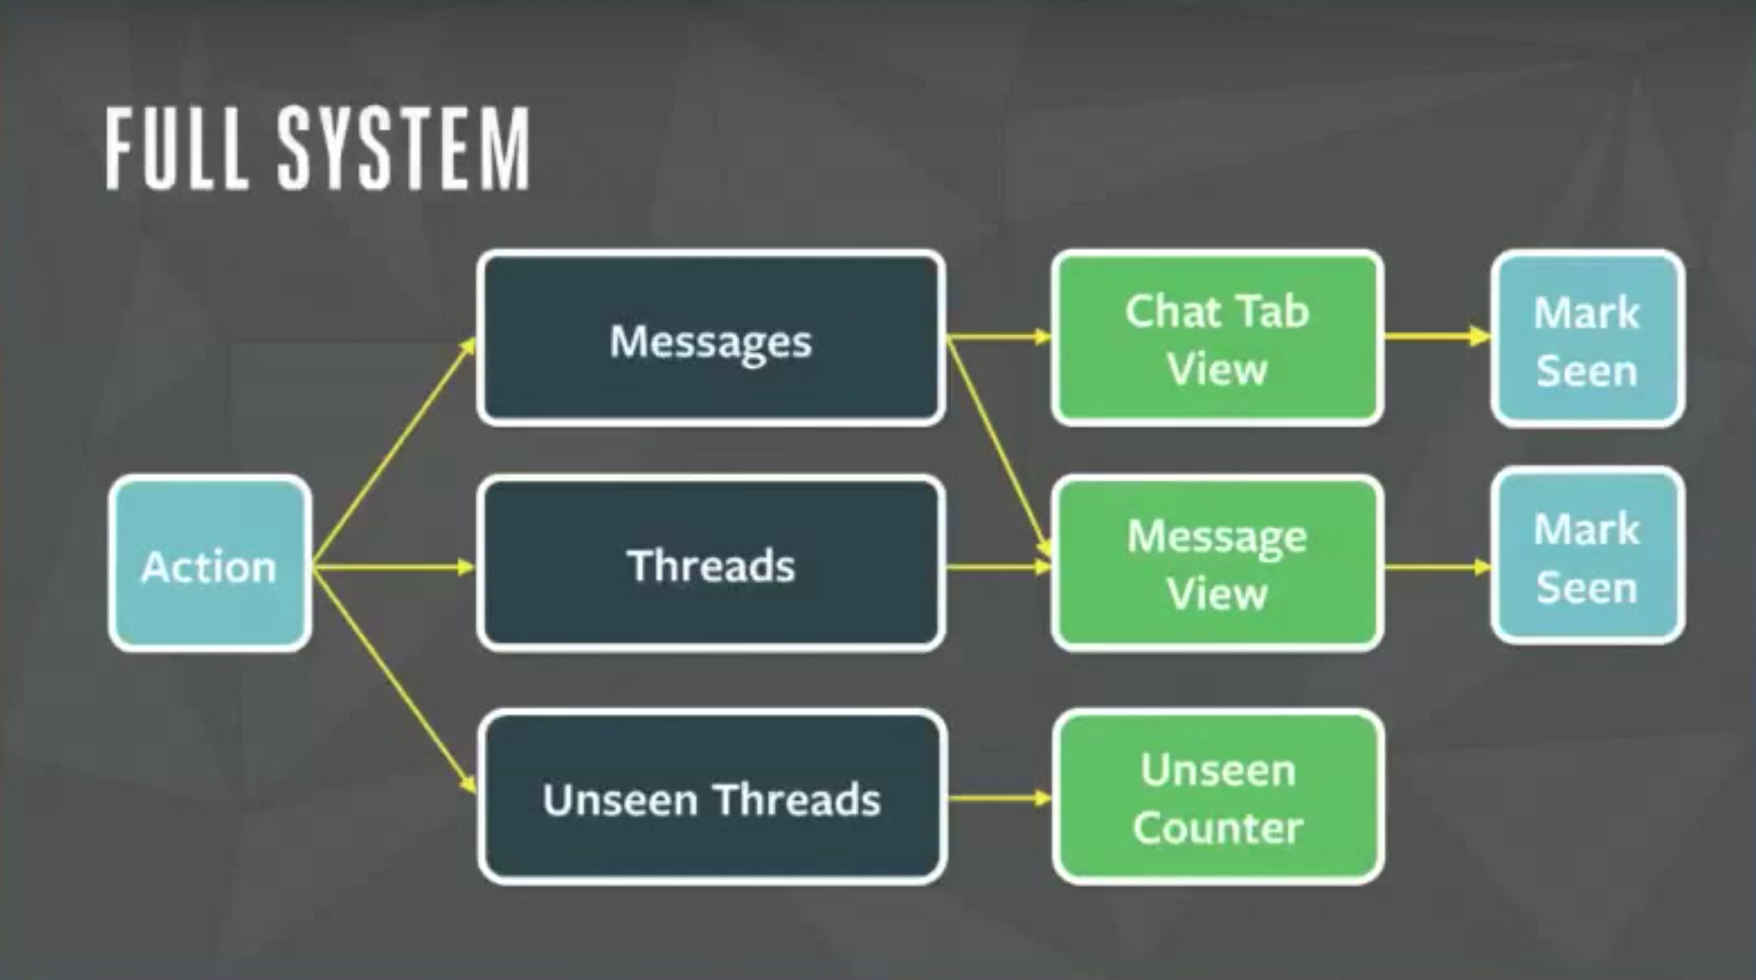 FULL SYSTEM
Messages
Chat Tab
View
Mark
Seen
Action
Threads
Message
View
Mark
Seen
Unseen Threads
Unseen
Counter